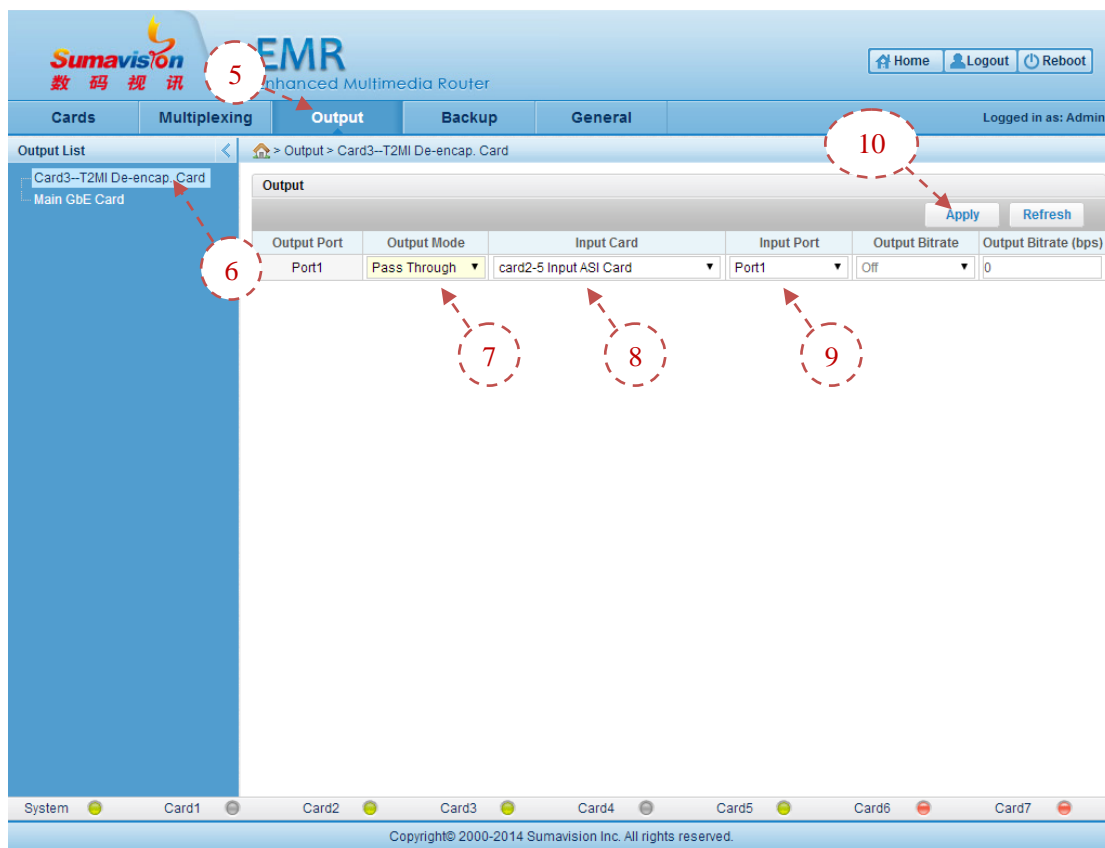 Sumavision
数码视讯
EMR
Enhanced Multimedia Router
Home Logout Reboot
5
Cards Multiplexing Output Backup General Logged in as: Admin
10
Output List
> Output > Card3--T2MI De-encap. Card
Card3--T2MI De-encap. Card
Main GbE Card
Output
Apply Refresh
Output Port Output Mode Input Card Input Port Output Bitrate Output Bitrate (bps)
Port1 Pass Through card2-5 Input ASI Card Port1 Off 0
6
7
8
9
System Card1 Card2 Card3 Card4 Card5 Card6 Card7
Copyright© 2000-2014 Sumavision Inc. All rights reserved.